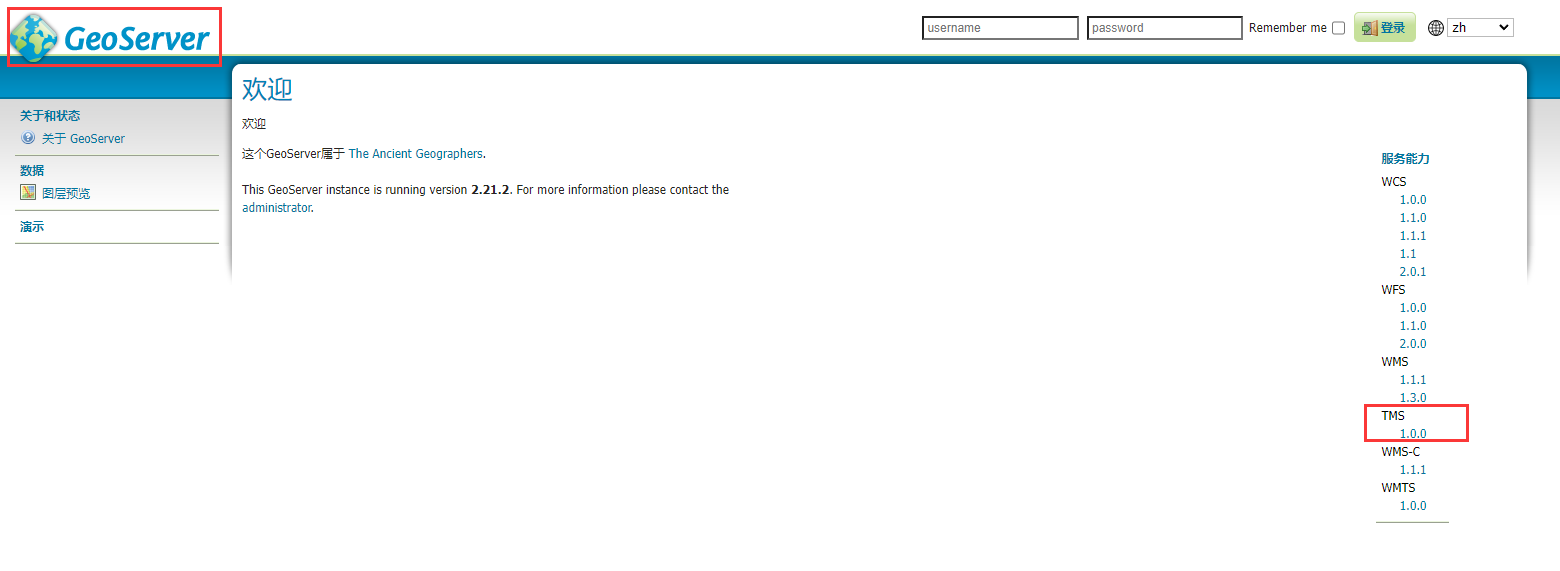 GeoServer
username
password
Remember me
登录
zh
关于和状态
关于 GeoServer
数据
图层预览
演示
欢迎
欢迎
这个GeoServer属于 The Ancient Geographers.
This GeoServer instance is running version 2.21.2. For more information please contact the
administrator.
服务能力
WCS
1.0.0
1.1.0
1.1.1
1.1
2.0.1
WFS
1.0.0
1.1.0
2.0.0
WMS
1.1.1
1.3.0
TMS
1.0.0
WMS-C
1.1.1
WMTS
1.0.0